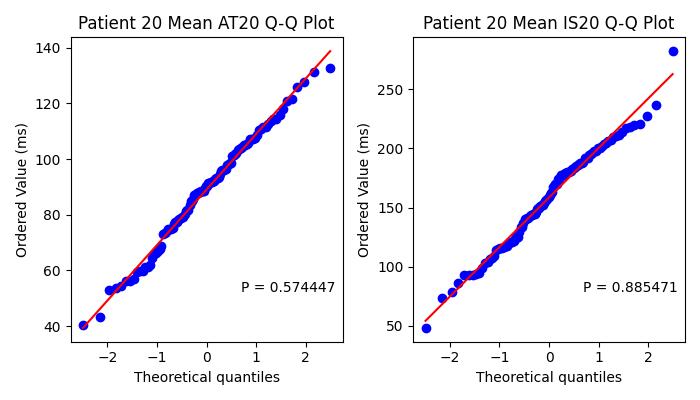 Patient 20 Mean AT20 Q-Q Plot
Ordered Value (ms)
140
120
100
80
60
40
P = 0.574447
−2 −1 0 1 2
Theoretical quantiles
Patient 20 Mean IS20 Q-Q Plot
Ordered Value (ms)
250
200
150
100
50
P = 0.885471
−2 −1 0 1 2
Theoretical quantiles